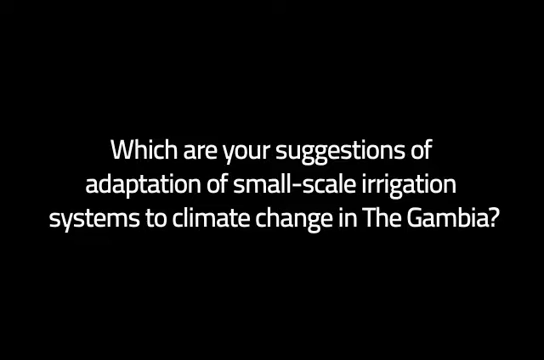 Which are your suggestions of
adaptation of small-scale irrigation
systems to climate change in The Gambia?